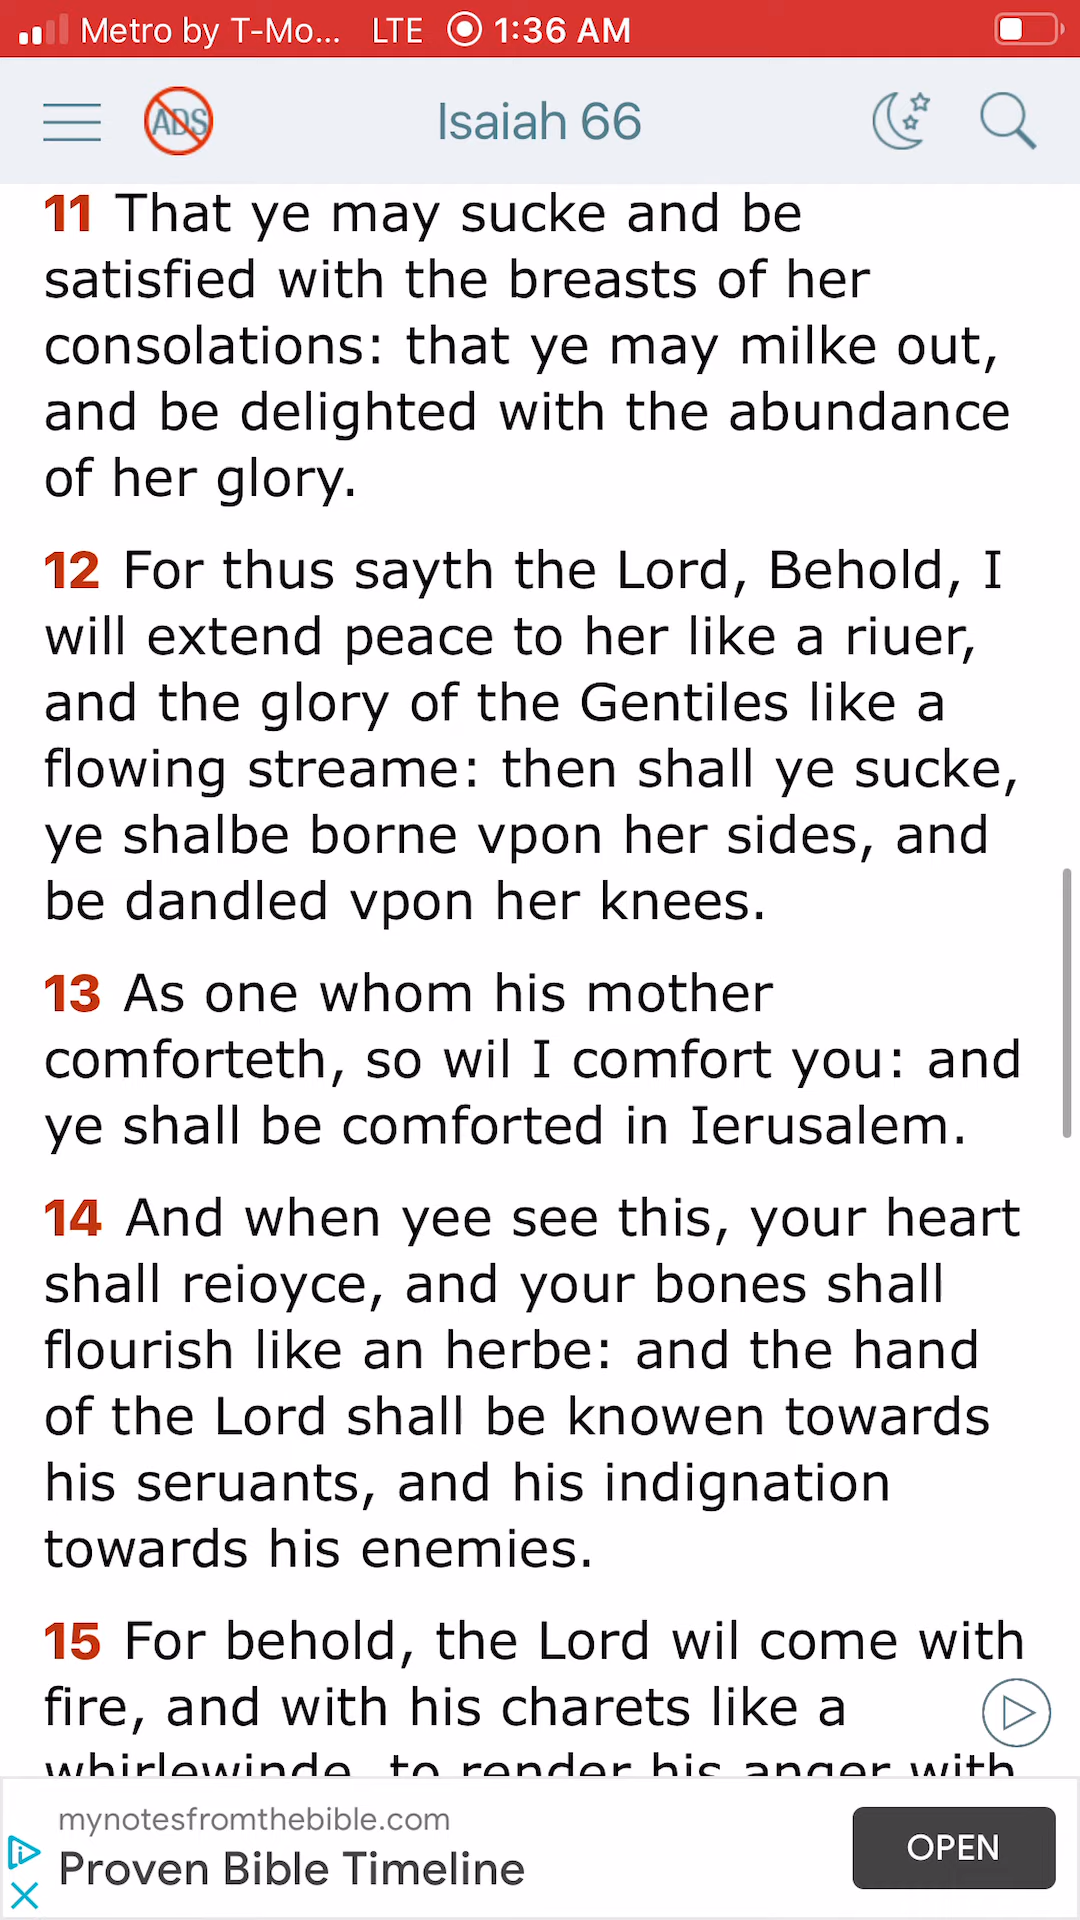 Metro by T-Mo... LTE 1:36 AM
ADS Isaiah 66
11 That ye may sucke and be
satisfied with the breasts of her
consolations: that ye may milke out,
and be delighted with the abundance
of her glory.
12 For thus sayth the Lord, Behold, I
will extend peace to her like a riuer,
and the glory of the Gentiles like a
flowing streame: then shall ye sucke,
ye shalbe borne vpon her sides, and
be dandled vpon her knees.
13 As one whom his mother
comforteth, so wil I comfort you: and
ye shall be comforted in Ierusalem.
14 And when yee see this, your heart
shall reioyce, and your bones shall
flourish like an herbe: and the hand
of the Lord shall be knowen towards
his seruants, and his indignation
towards his enemies.
15 For behold, the Lord wil come with
fire, and with his charets like a
whirlewinde, to render his anger with
mynotesfromthebible.com
Proven Bible Timeline
OPEN